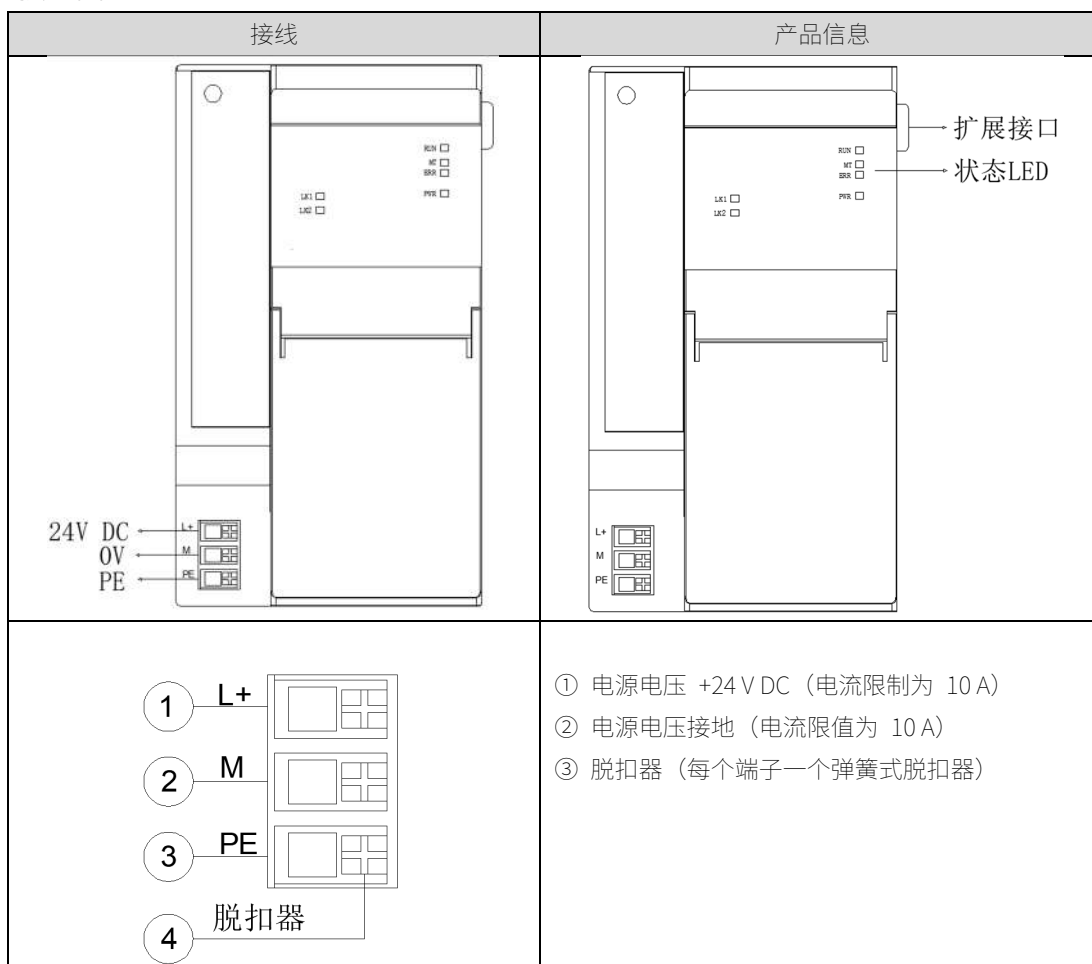 接线
产品信息
RUN
MT
ERR
LK1
PWR
LK2
24V DC
L+
0V
M
PE
PE
RUN
MT
ERR
LK1
PWR
LK2
扩展接口
状态LED
L+
M
PE
1 L+
2 M
3 PE
4 脱扣器
① 电源电压 +24 V DC（电流限制为 10 A）
② 电源电压接地（电流限值为 10 A）
③ 脱扣器（每个端子一个弹簧式脱扣器）